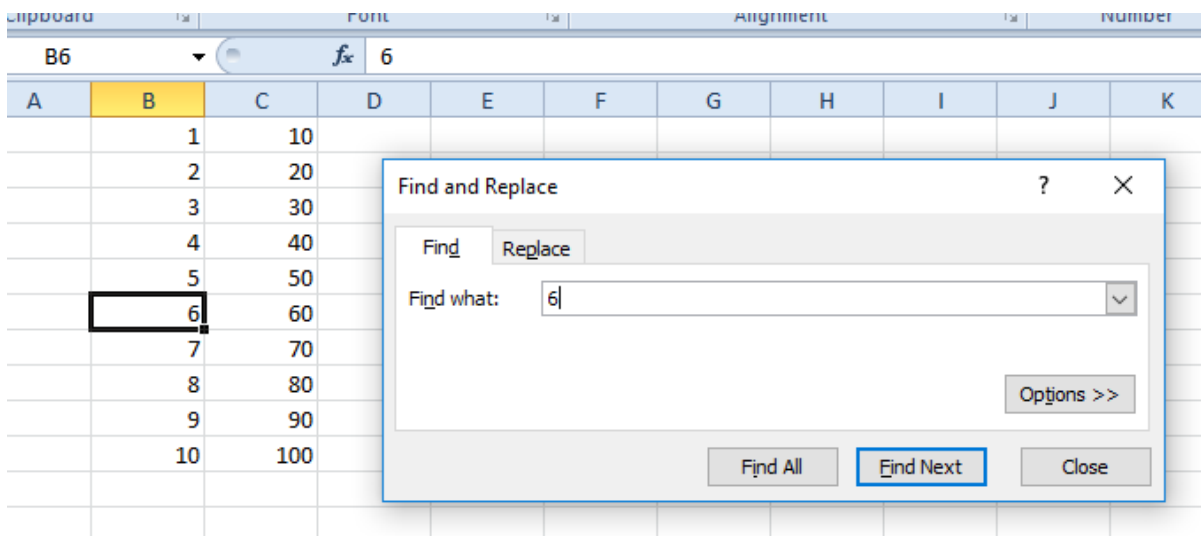 Clipboard Font Alignment Number
B6 fx 6
A B C D E F G H I J K
1 10
2 20
3 30
4 40
5 50
6 60
7 70
8 80
9 90
10 100
Find and Replace ?
Find Replace
Find what: 6
Options >>
Find All Find Next Close